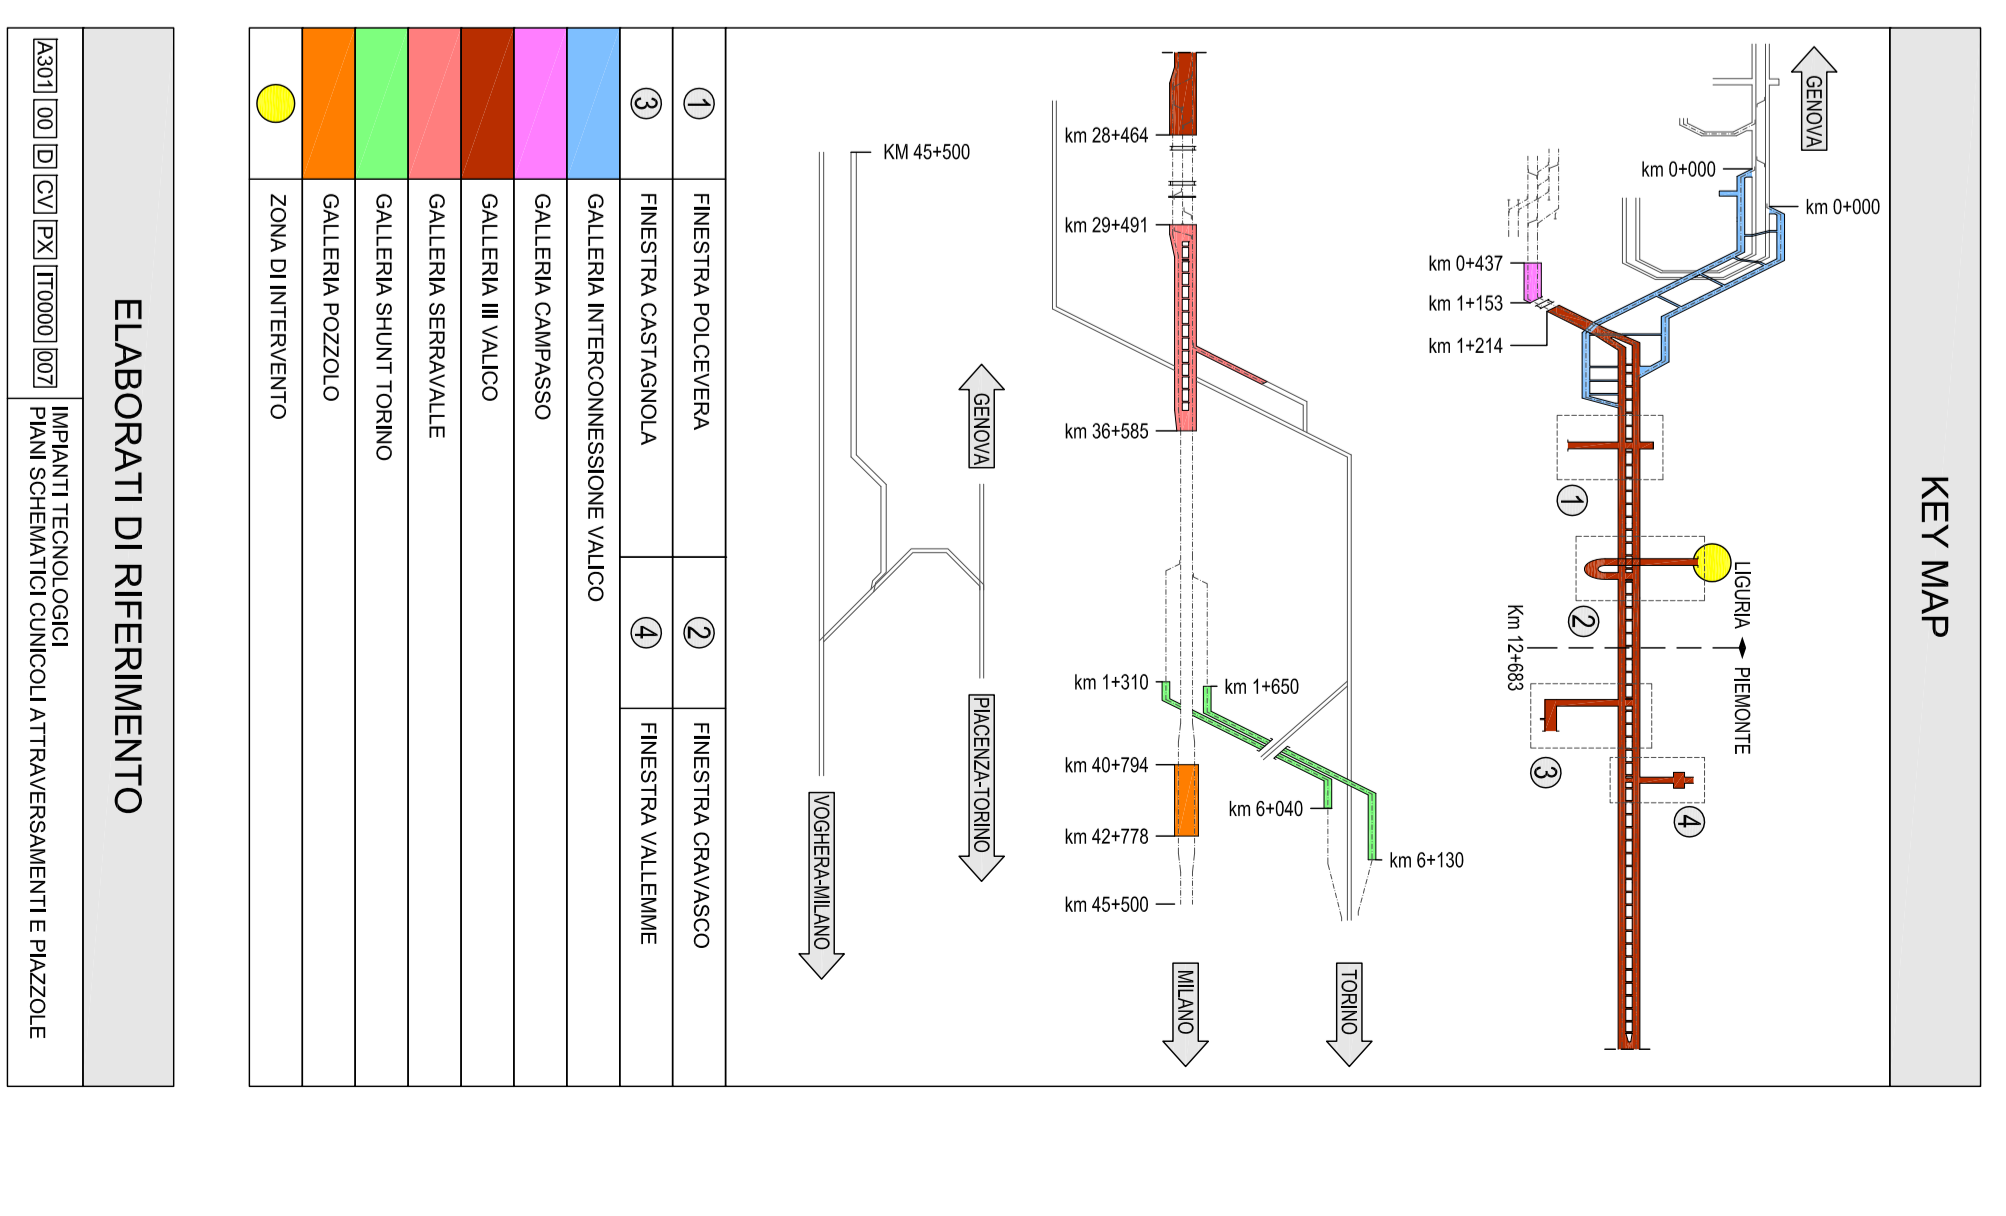 KEY MAP
GENOVA
km 0+000
km 0+000
km 0+437
km 1+153
km 1+214
1
2
LIGURIA
PIEMONTE
Km 12+683
3
4
km 28+464
km 29+491
km 36+585
km 1+310
km 1+650
km 40+794
km 42+778
km 45+500
km 6+040
km 6+130
MILANO
TORINO
KM 45+500
GENOVA
PIACENZA-TORINO
VOGHERA-MILANO
1 FINESTRA POLCEVERA 2 FINESTRA CRAVASCO
3 FINESTRA CASTAGNOLA 4 FINESTRA VALLEMME
GALLERIA INTERCONNESSIONE VALICO
GALLERIA CAMPASSO
GALLERIA III VALICO
GALLERIA SERRAVALLE
GALLERIA SHUNT TORINO
GALLERIA POZZOLO
ZONA DI INTERVENTO
ELABORATI DI RIFERIMENTO
A301 00 D CV PX IT0000 007
IMPIANTI TECNOLOGICI
PIANI SCHEMATICI CUNICOLI ATTRAVERSAMENTI E PIAZZOLE